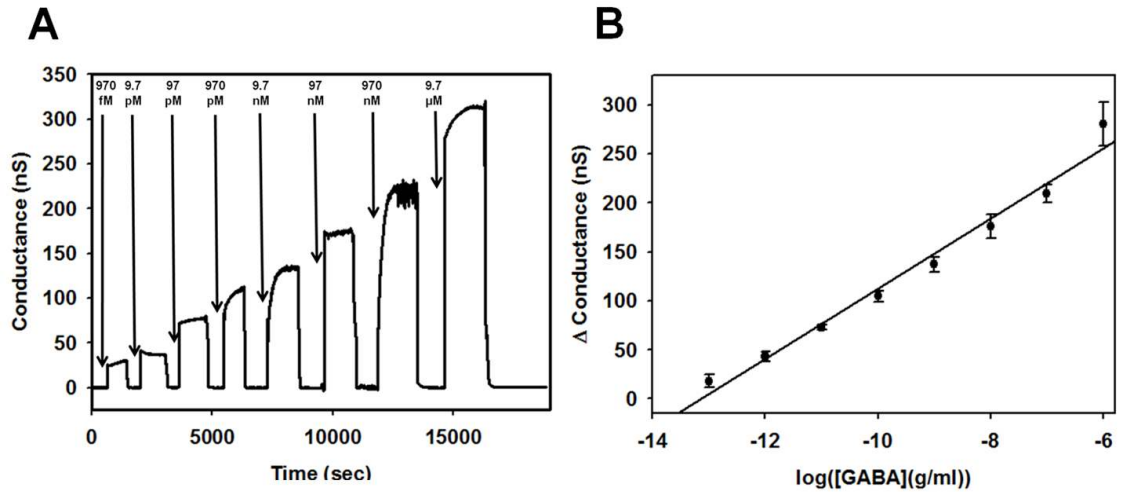 A
B
970 9.7 97 970 9.7 97 970 9.7
fM pM pM pM nM nM nM µM
350
300
250
200
150
100
50
0
Conductance (nS)
0 5000 10000 15000
Time (sec)
300
250
200
150
100
50
0
Δ Conductance (nS)
-14 -12 -10 -8 -6
log([GABA](g/ml))